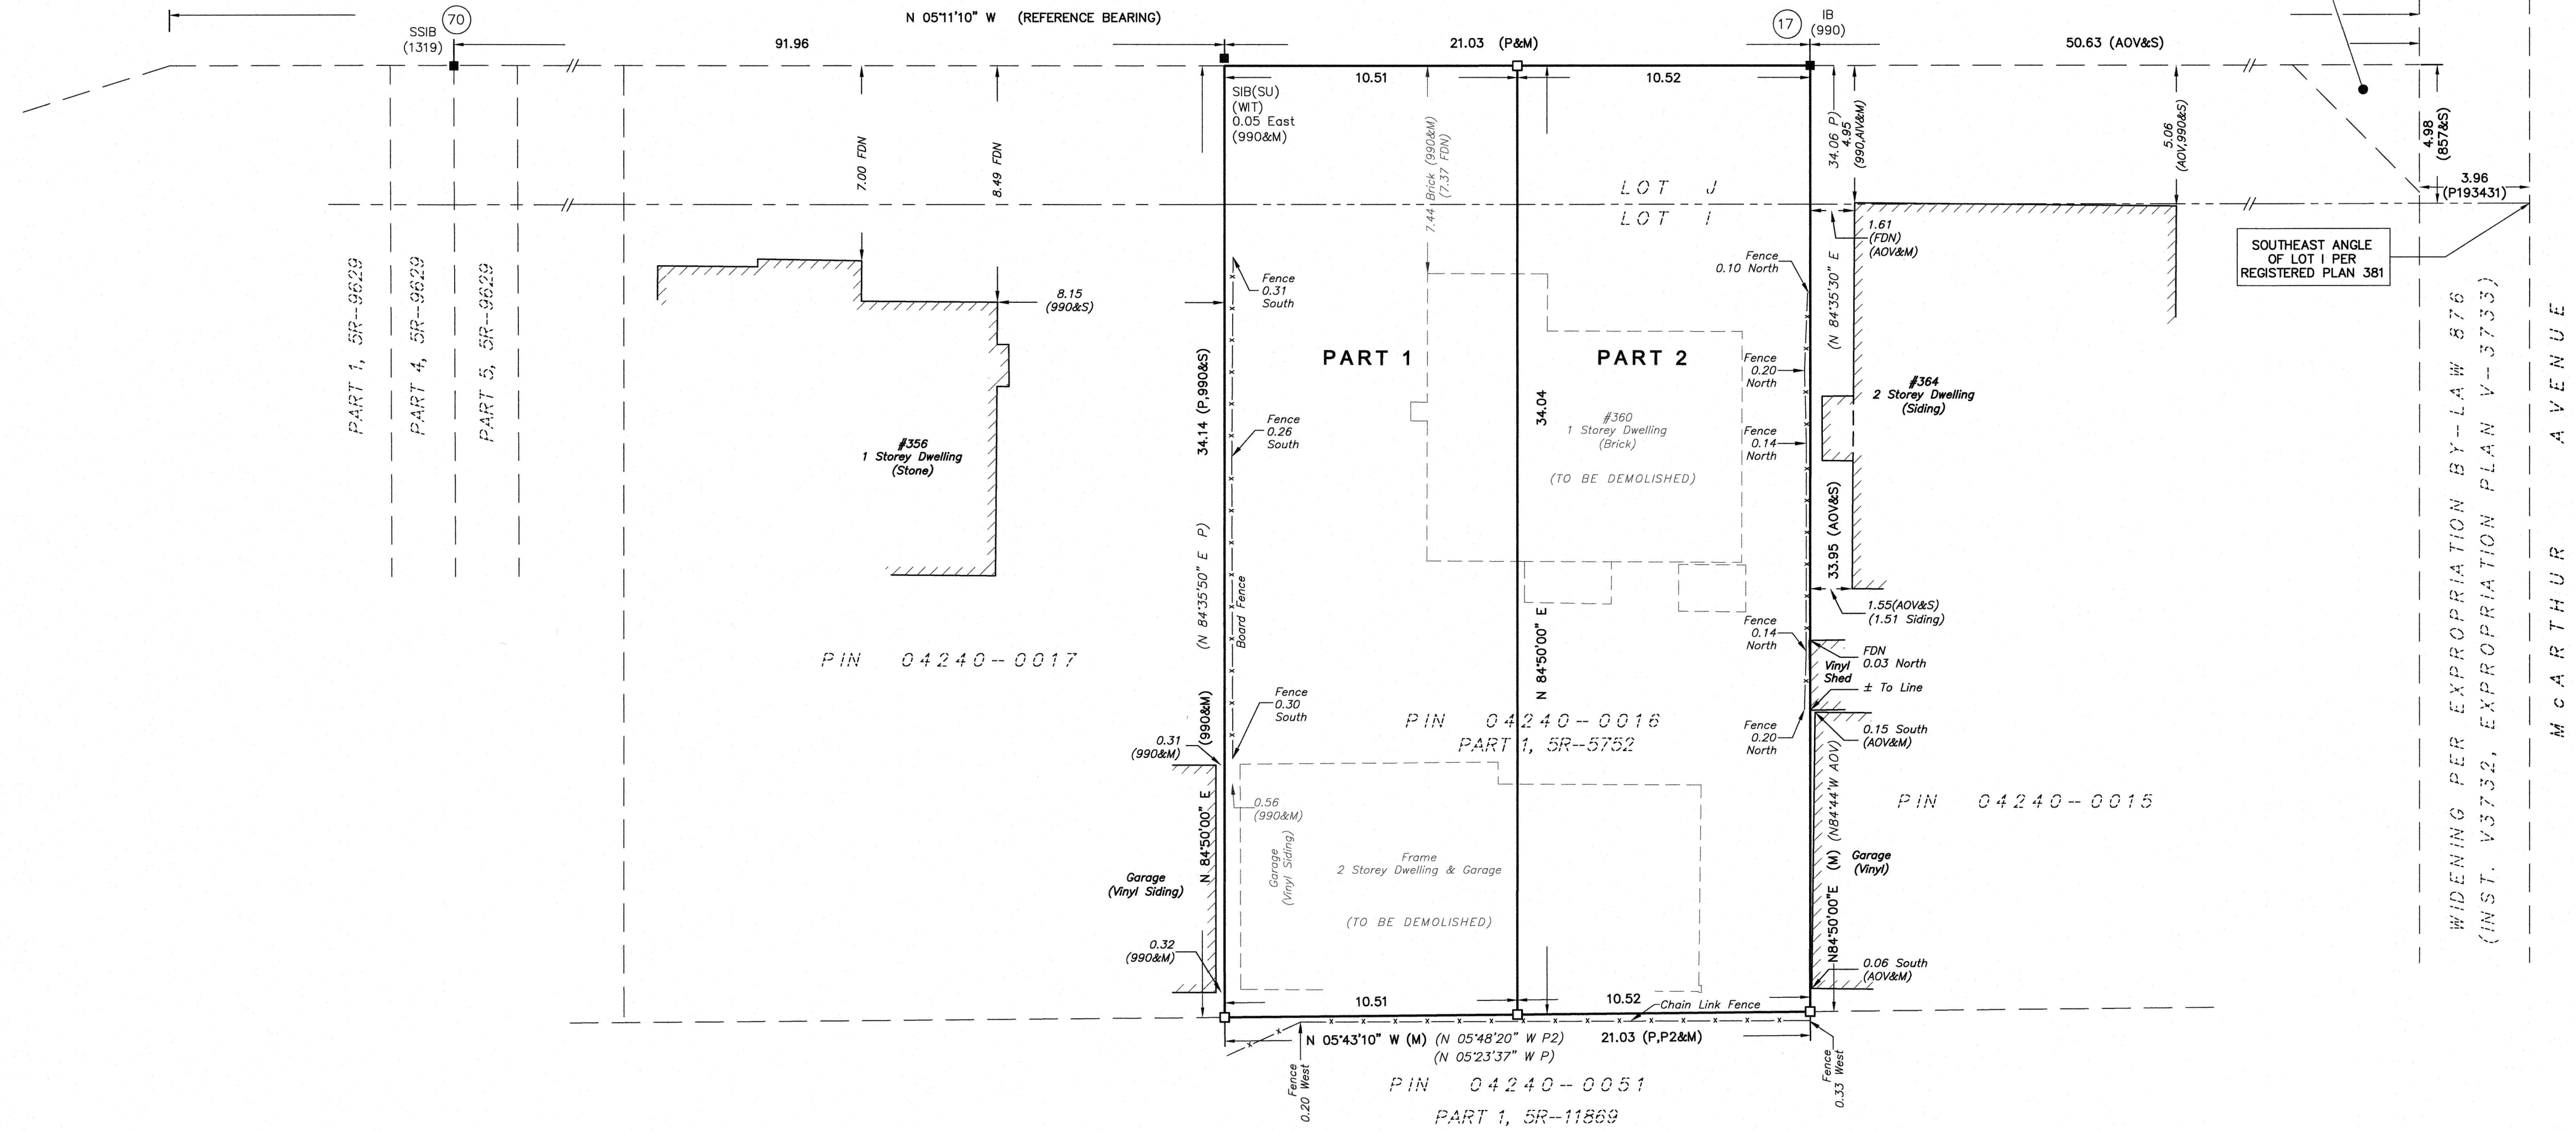 N 05°11'10" W (REFERENCE BEARING)
70
SSIB
(1319)
91.96
21.03 (P&M)
17
IB
(990)
50.63 (AOV&S)
10.51
10.52
SIB(SU)
(WIT)
0.05 East
(990&M)
7.00 FDN
8.49 FDN
7.44 Brick (990&M)
(7.37 FDN)
34.06 P)
4.95
(990,AIV&M)
5.06
(AOV,990&S)
4.98
(857&S)
3.96
(P193431)
LOT J
LOT I
1.61
(FDN)
(AOV&M)
SOUTHEAST ANGLE
OF LOT I PER
REGISTERED PLAN 381
PART 1, 5R--9629
PART 4, 5R--9629
PART 5, 5R--9629
8.15
(990&S)
Fence
0.31
South
Fence
0.10 North
(N 84°35'30" E
34.14 (P,990&S)
PART 1
PART 2
34.04
Fence
0.20
North
#364
2 Storey Dwelling
(Siding)
#356
1 Storey Dwelling
(Stone)
Fence
0.26
South
#360
1 Storey Dwelling
(Brick)
(TO BE DEMOLISHED)
Fence
0.14
North
33.95 (AOV&S)
(N 84°35'50" E P)
Board Fence
1.55(AOV&S)
(1.51 Siding)
Fence
0.14
North
N 84°50'00" E
FDN
0.03 North
Vinyl
Shed
± To Line
PIN 04240--0017
Fence
0.30
South
PIN 04240--0016
PART 1, 5R--5752
Fence
0.20
North
0.15 South
(AOV&M)
0.31
(990&M)
(990&M)
N 84°50'00" E
0.56
(990&M)
Garage
(Vinyl Siding)
PIN 04240--0015
(N84°44'W AOV)
N84°50'00"E (M)
Garage
(Vinyl)
Garage
(Vinyl Siding)
Frame
2 Storey Dwelling & Garage
(TO BE DEMOLISHED)
0.32
(990&M)
0.06 South
(AOV&M)
10.51
10.52
Chain Link Fence
N 05°43'10" W (M) (N 05°48'20" W P2)
21.03 (P,P2&M)
(N 05°23'37" W P)
Fence
0.20 West
Fence
0.33 West
PIN 04240--0051
PART 1, 5R--11869
WIDENING PER EXPROPRIATION BY--LAW 876
(INST. V3732, EXPROPRIATION PLAN V--3733)
McARTHUR AVENUE